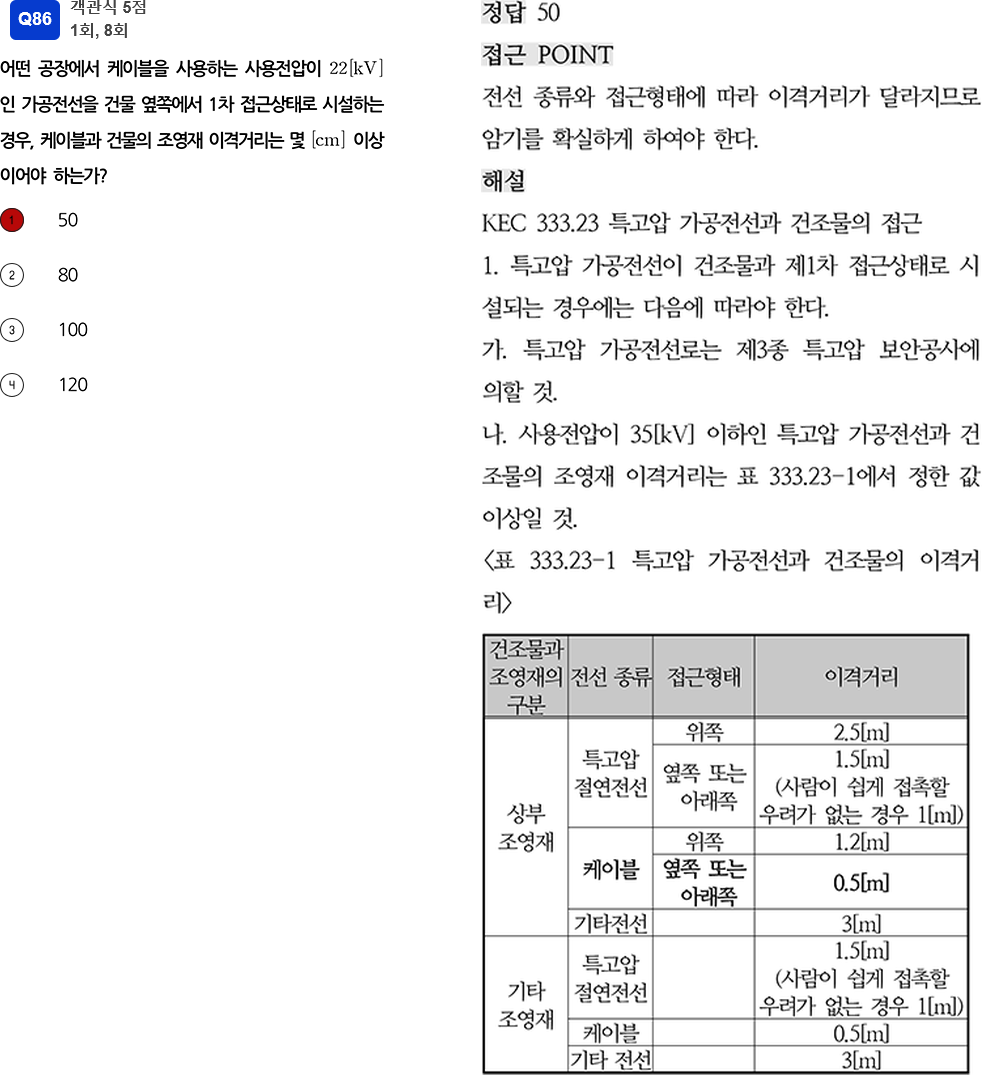 Q86
객관식 5점
1회, 8회
어떤 공장에서 케이블을 사용하는 사용전압이 22[kV]
인 가공전선을 건물 옆쪽에서 1차 접근상태로 시설하는
경우, 케이블과 건물의 조영재 이격거리는 몇 [cm] 이상
이어야 하는가?
1 50
2 80
3 100
4 120
정답 50
접근 POINT
전선 종류와 접근형태에 따라 이격거리가 달라지므로
암기를 확실하게 하여야 한다.
해설
KEC 333.23 특고압 가공전선과 건조물의 접근
1. 특고압 가공전선이 건조물과 제1차 접근상태로 시
설되는 경우에는 다음에 따라야 한다.
가. 특고압 가공전선로는 제3종 특고압 보안공사에
의할 것.
나. 사용전압이 35[kV] 이하인 특고압 가공전선과 건
조물의 조영재 이격거리는 표 333.23-1에서 정한 값
이상일 것.
<표 333.23-1 특고압 가공전선과 건조물의 이격거
리>
건조물과
조영재의
구분
전선 종류
접근형태
이격거리
상부
조영재
특고압
절연전선
위쪽
2.5[m]
옆쪽 또는
아래쪽
1.5[m]
(사람이 쉽게 접촉할
우려가 없는 경우 1[m])
케이블
위쪽
1.2[m]
옆쪽 또는
아래쪽
0.5[m]
기타전선
3[m]
기타
조영재
특고압
절연전선
1.5[m]
(사람이 쉽게 접촉할
우려가 없는 경우 1[m])
케이블
0.5[m]
기타 전선
3[m]